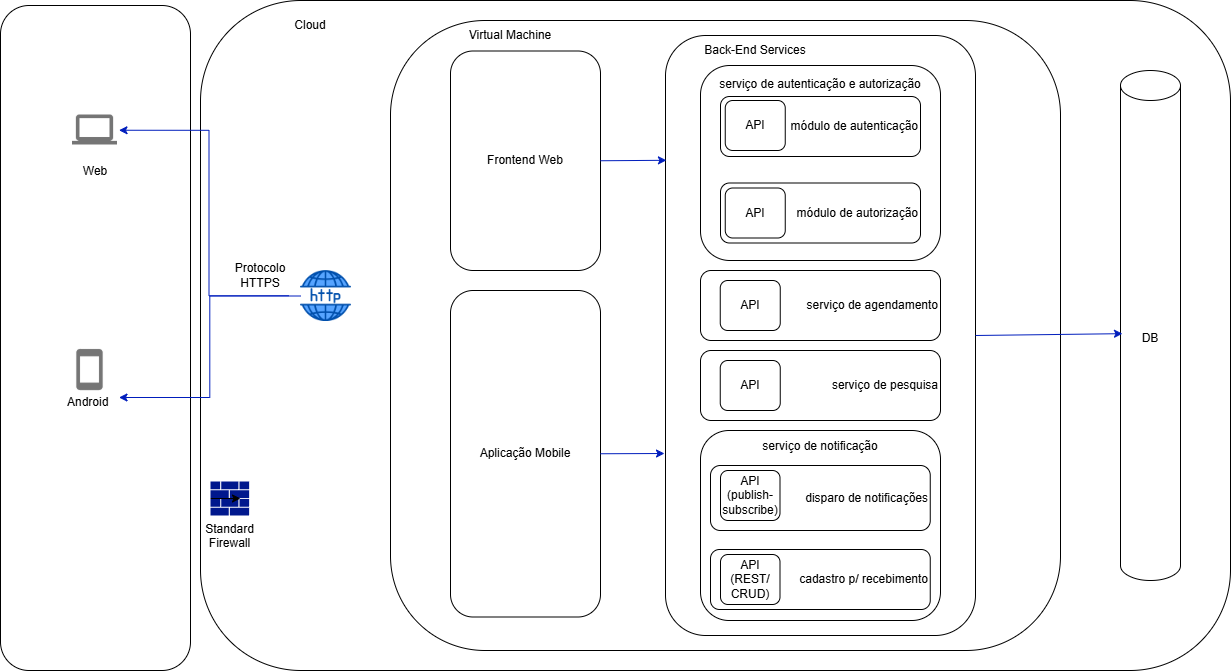 Cloud
Virtual Machine
Back-End Services
serviço de autenticação e autorização
API
módulo de autenticação
API
módulo de autorização
Frontend Web
Web
Protocolo
HTTPS
http
API
serviço de agendamento
DB
Android
API
serviço de pesquisa
Aplicação Mobile
serviço de notificação
API
(publish-
subscribe)
disparo de notificações
Standard
Firewall
API
(REST/
CRUD)
cadastro p/ recebimento